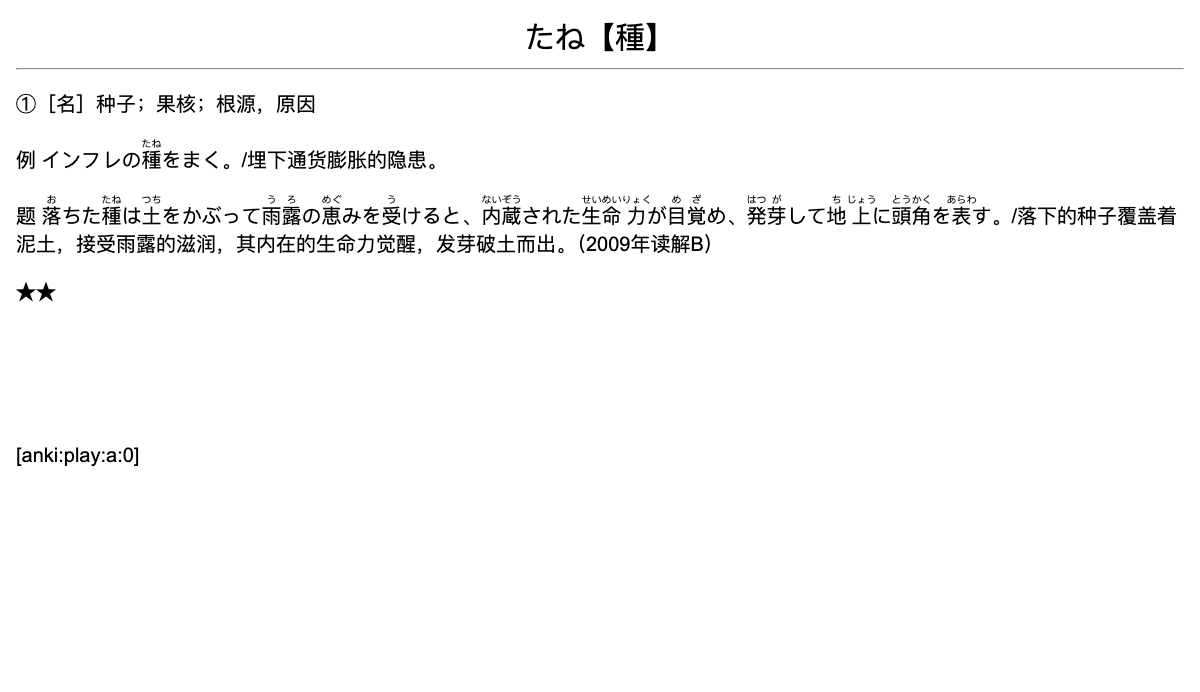 たね【種】
①［名］种子；果核；根源，原因
例 インフレの種をまく。/埋下通货膨胀的隐患。
题 落ちた種は土をかぶって雨露の恵みを受けると、内蔵された生命力が目覚め、発芽して地上に頭角を表す。/落下的种子覆盖着
泥土，接受雨露的滋润，其内在的生命力觉醒，发芽破土而出。（2009年读解B）
★★
[anki:play:a:0]